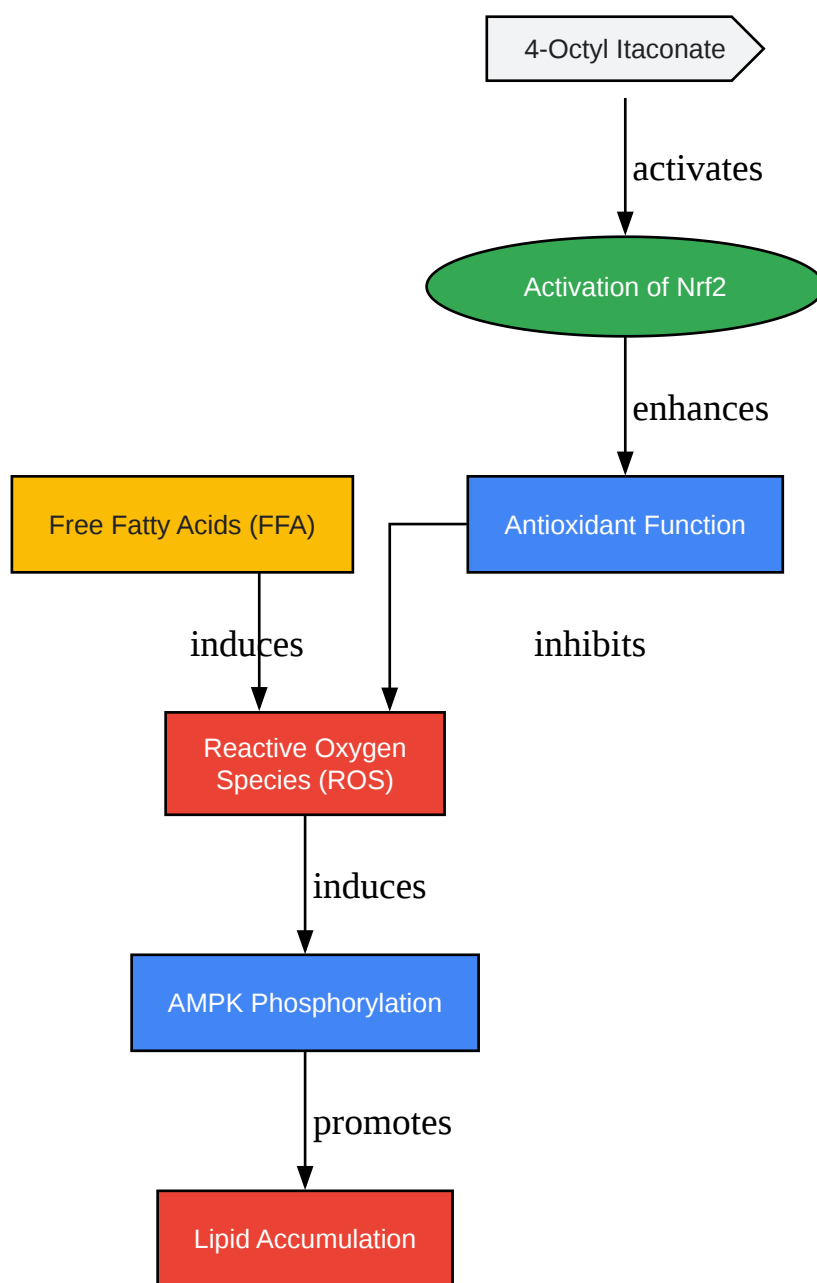 4-Octyl Itaconate
activates
Activation of Nrf2
enhances
Free Fatty Acids (FFA)
Antioxidant Function
induces
inhibits
Reactive Oxygen
Species (ROS)
induces
AMPK Phosphorylation
promotes
Lipid Accumulation